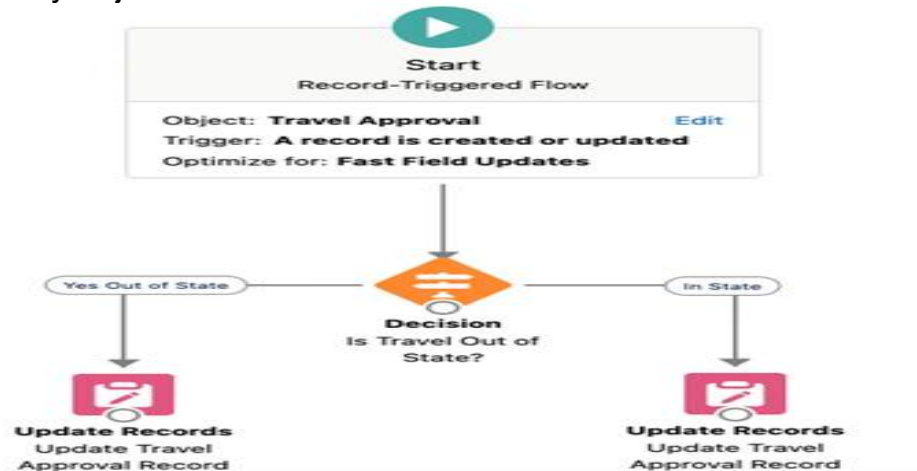 Start
Record-Triggered Flow
Object: Travel Approval Edit
Trigger: A record is created or updated
Optimize for: Fast Field Updates
Yes Out of State
In State
Decision
Is Travel Out of
State?
Update Records
Update Travel
Approval Record
Update Records
Update Travel
Approval Record